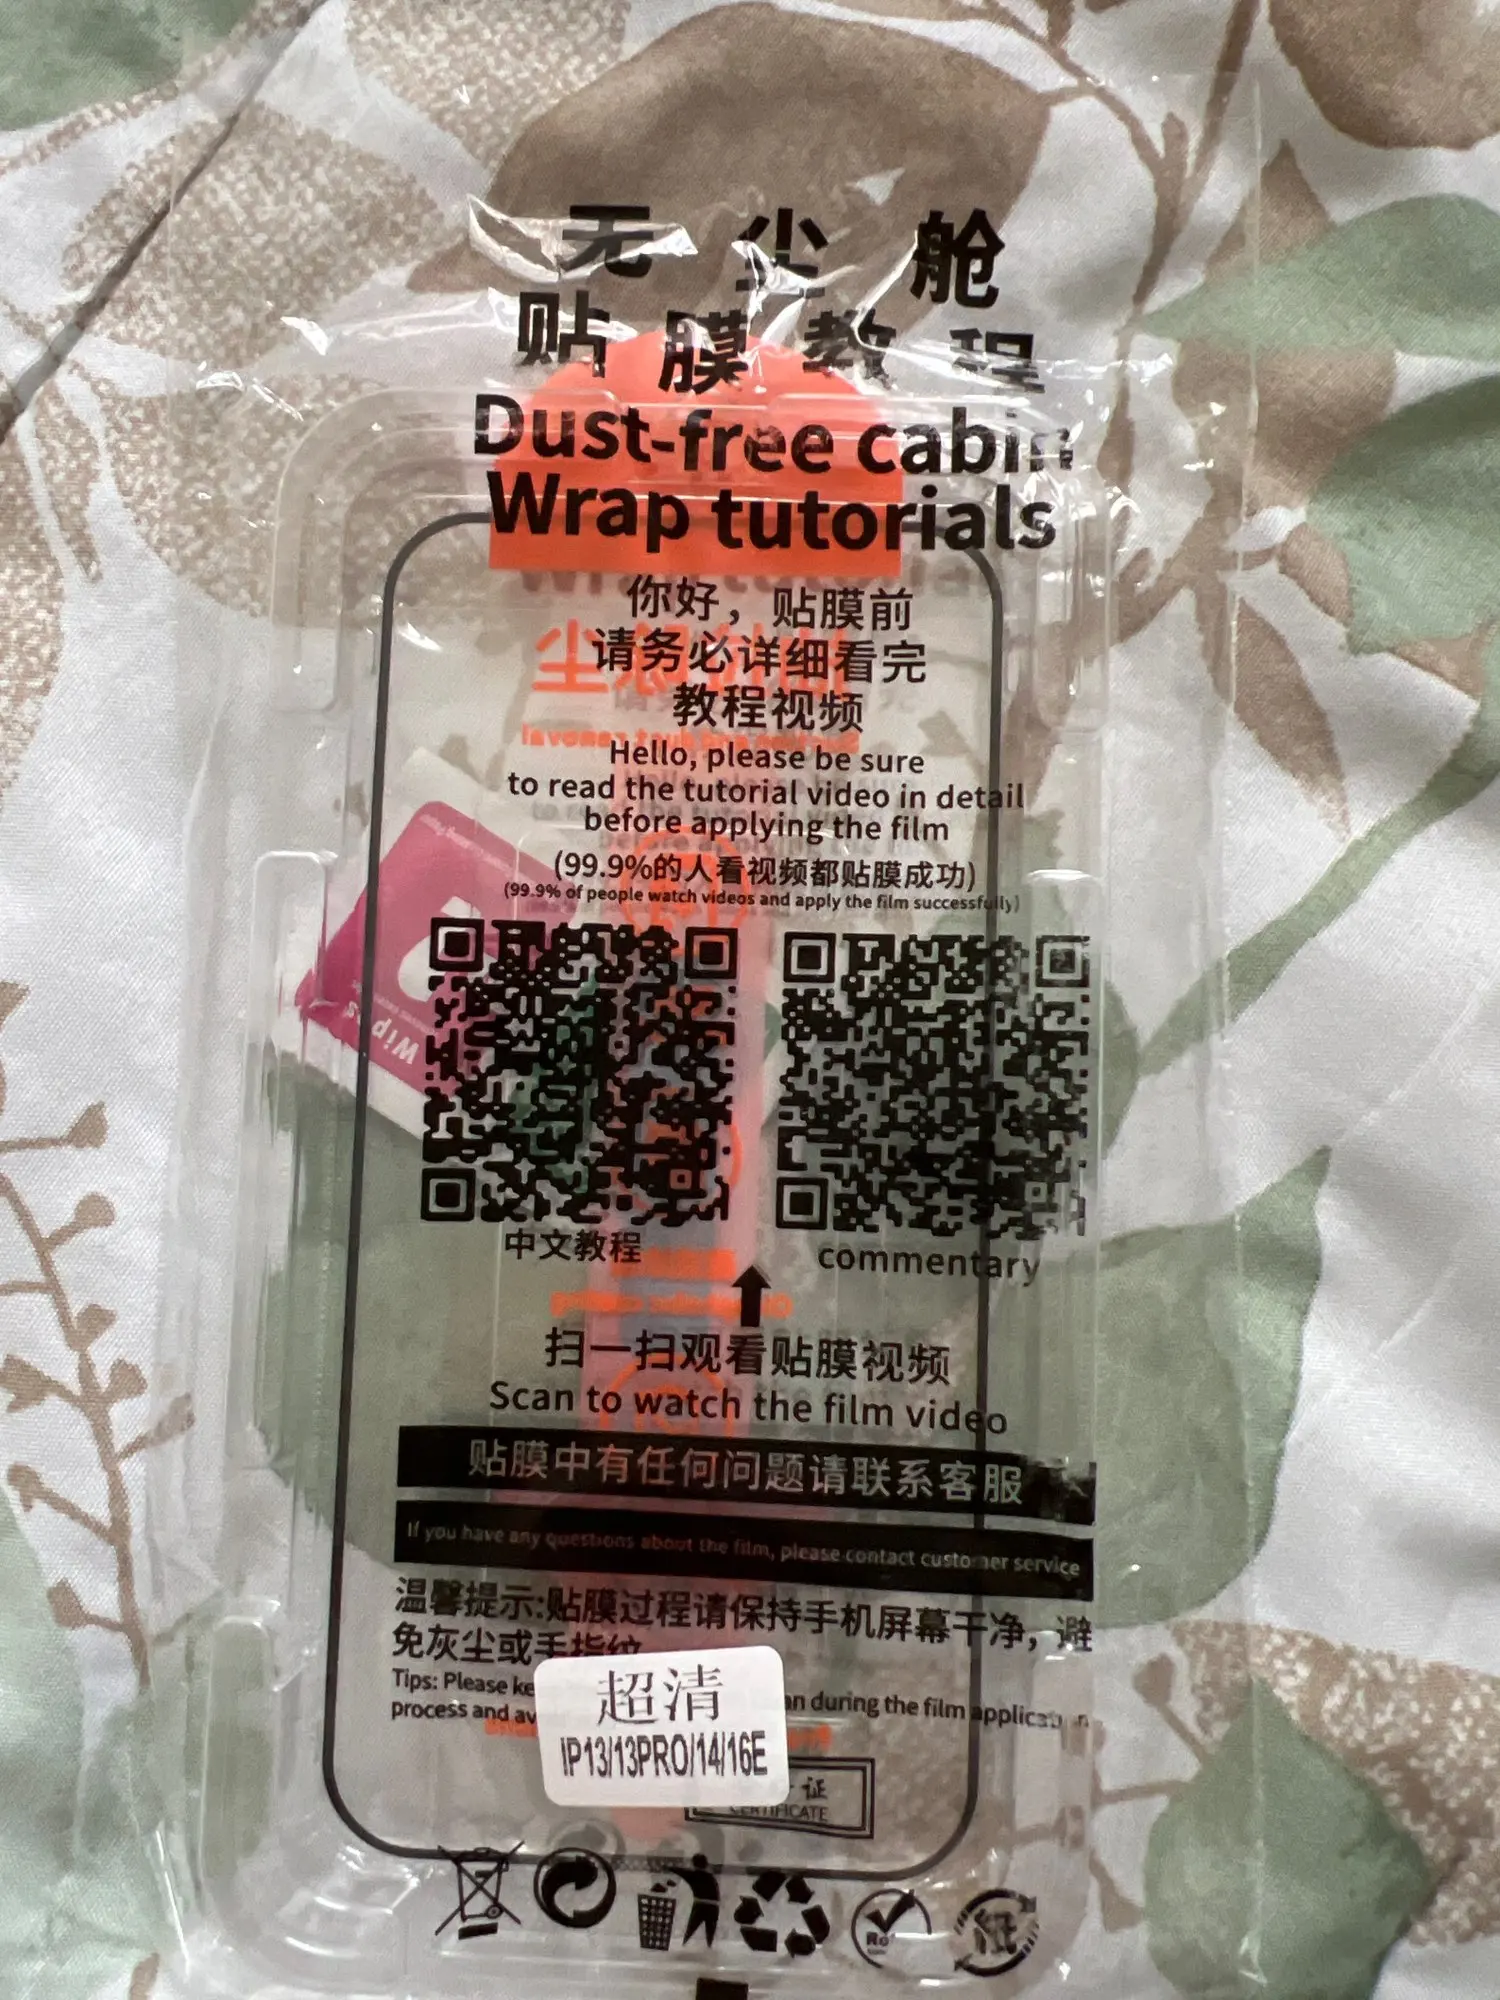 无 尘 舱
贴 膜 教 程
Dust-free cabin
Wrap tutorials
你好，贴膜前
请务必详细看完
教程视频
Hello, please be sure
to read the tutorial video in detail
before applying the film
(99.9%的人看视频都贴膜成功)
(99.9% of people watch videos and apply the film successfully)
Wipes
中文教程
commentary
扫一扫观看贴膜视频
Scan to watch the film video
贴膜中有任何问题请联系客服
If you have any questions about the film, please contact customer service
温馨提示:贴膜过程请保持手机屏幕干净，避
免灰尘或手指纹
Tips: Please
an during the film application
process and
超清
IP13/13PRO/14/16E
证
CERTIFICATE